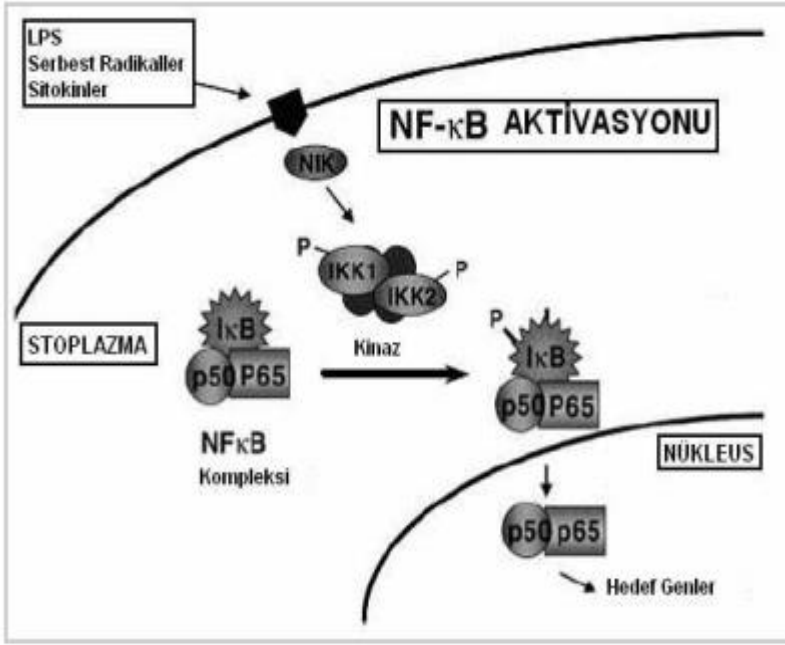 LPS
Serbest Radikaller
Sitokinler
NF-κB AKTİVASYONU
NIK
P
IKK1
P
IKK2
STOPLAZMA
IκB
p50 P65
NFκB
Kompleksi
Kinaz
P
IκB
p50 P65
NÜKLEUS
p50 p65
Hedef Genler